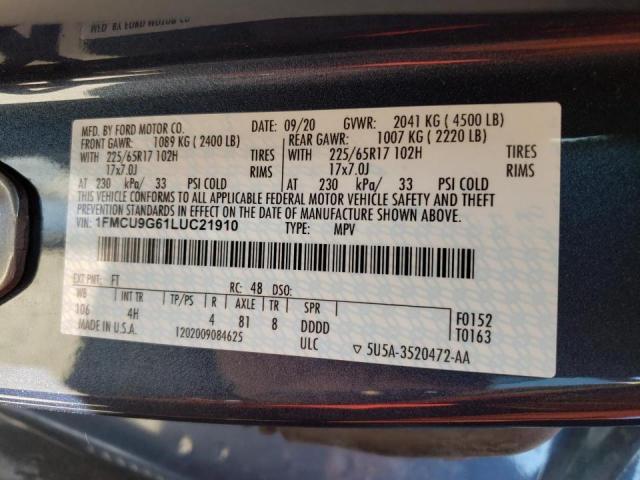 MFD. BY FORD MOTOR CO
MFD. BY FORD MOTOR CO. DATE: 09/20 GVWR: 2041 KG ( 4500 LB)
FRONT GAWR: 1089 KG ( 2400 LB) REAR GAWR: 1007 KG ( 2220 LB)
WITH 225/65R17 102H TIRES WITH 225/65R17 102H TIRES
17x7.0J RIMS 17x7.0J RIMS
AT 230 kPa/ 33 PSI COLD AT 230 kPa/ 33 PSI COLD
THIS VEHICLE CONFORMS TO ALL APPLICABLE FEDERAL MOTOR VEHICLE SAFETY AND THEFT
PREVENTION STANDARDS IN EFFECT ON THE DATE OF MANUFACTURE SHOWN ABOVE.
VIN: 1FMCU9G61LUC21910 TYPE: MPV
EXT PNT: FT RC: 48 DSO:
WB INT TR TP/PS R AXLE TR SPR
106 4H 4 81 8 DDDD F0152
ULC T0163
MADE IN U.S.A. 1202009084625 ▽ 5U5A-3520472-AA